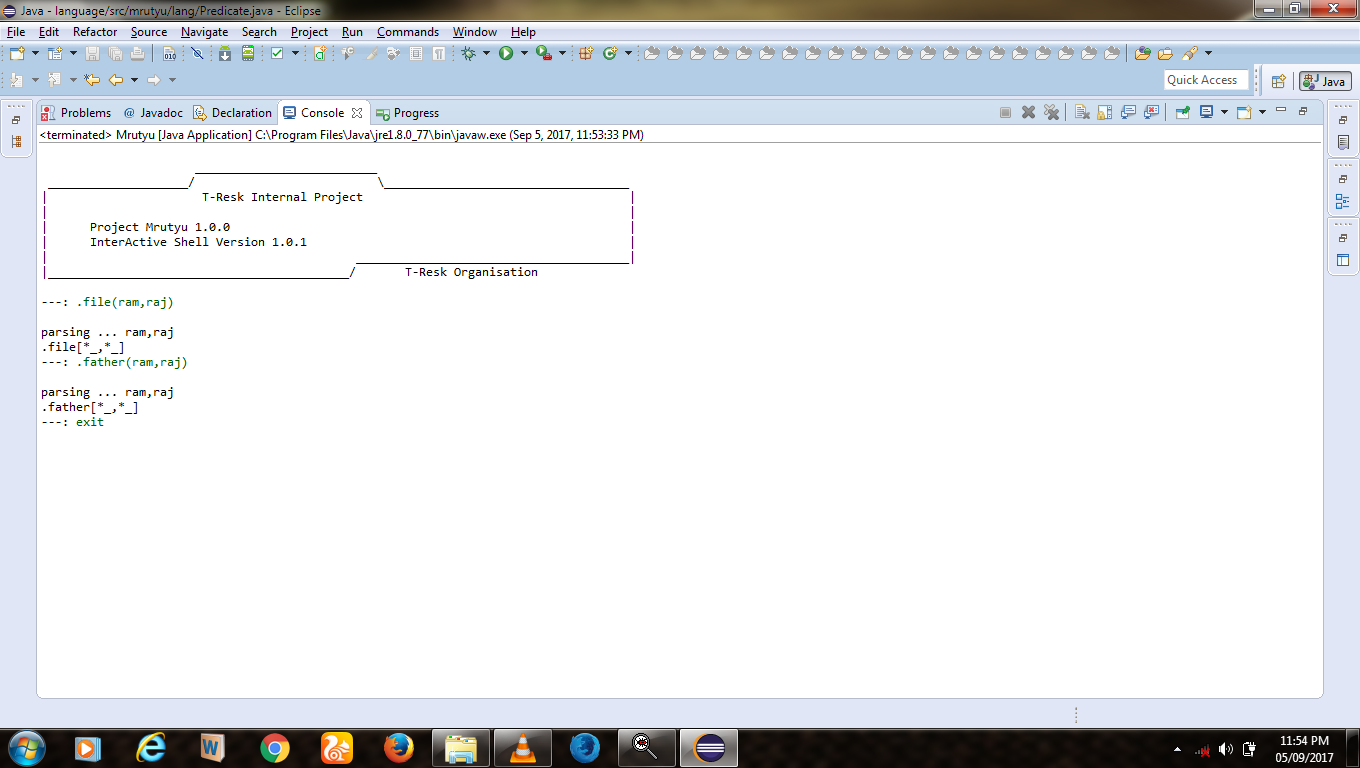 Java - language/src/mrutyu/lang/Predicate.java - Eclipse
File Edit Refactor Source Navigate Search Project Run Commands Window Help
Quick Access Java
Problems @ Javadoc Declaration Console Progress
<terminated> Mrutyu [Java Application] C:\Program Files\Java\jre1.8.0_77\bin\javaw.exe (Sep 5, 2017, 11:53:33 PM)
T-Resk Internal Project
Project Mrutyu 1.0.0
InterActive Shell Version 1.0.1
T-Resk Organisation
---: .file(ram,raj)
parsing ... ram,raj
.file[*_,*_]
---: .father(ram,raj)
parsing ... ram,raj
.father[*_,*_]
---: exit
11:54 PM
05/09/2017